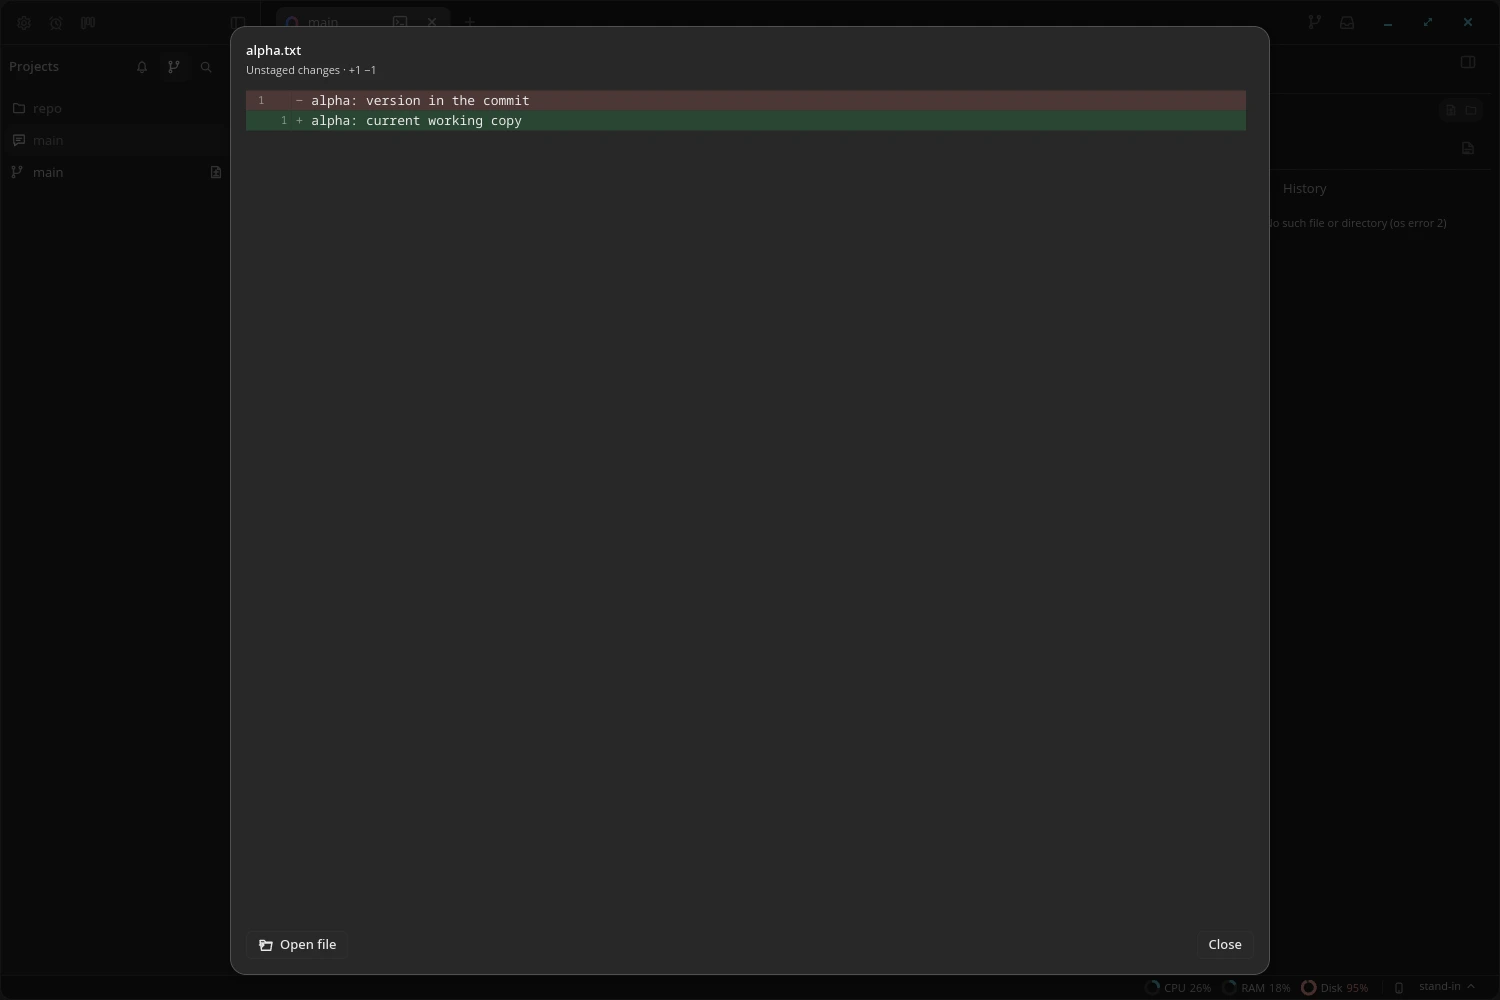 main
Projects
repo
main
main
alpha.txt
Unstaged changes · +1 −1
1 − alpha: version in the commit
1 + alpha: current working copy
History
No such file or directory (os error 2)
Open file
Close
CPU 26%
RAM 18%
Disk 95%
stand-in